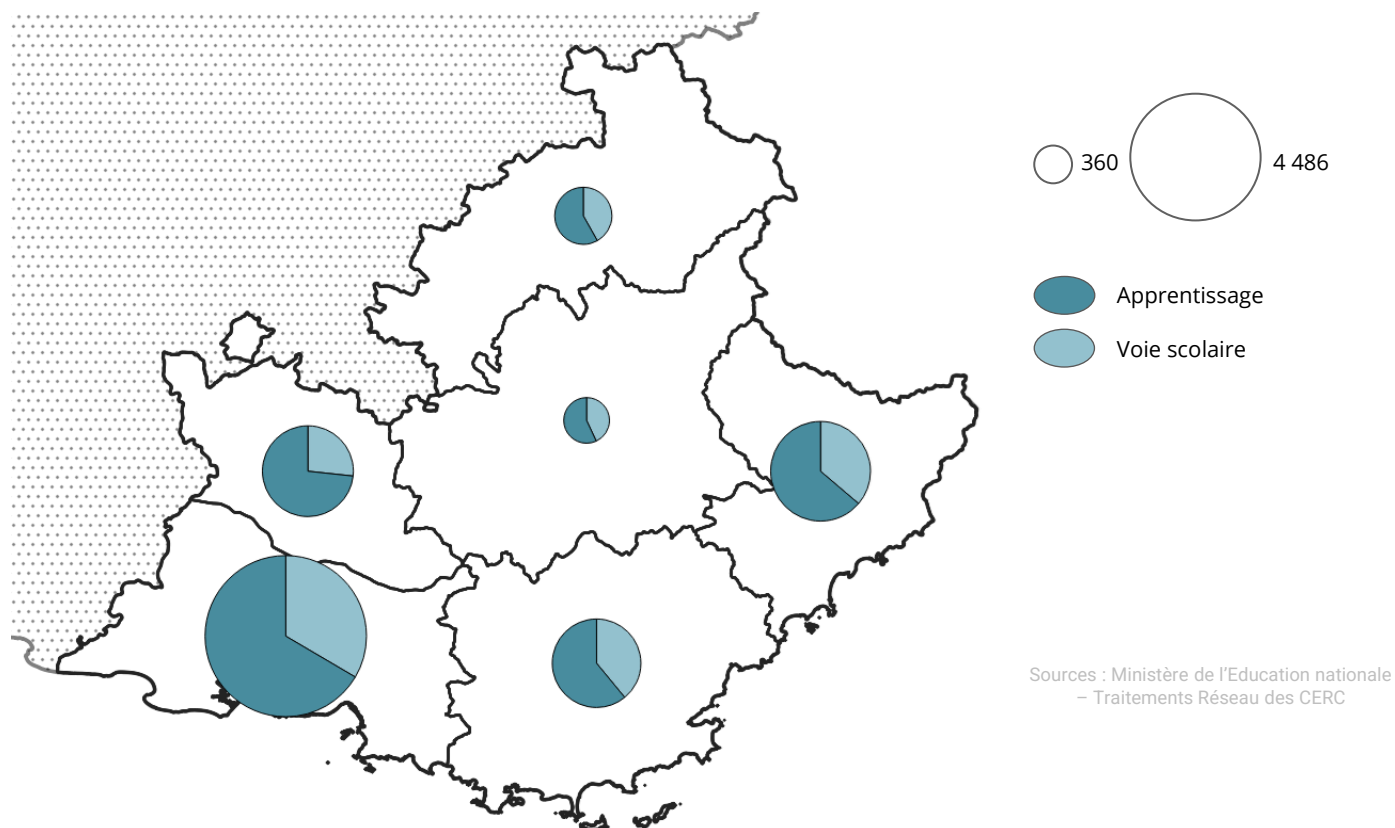 360
4 486
Apprentissage
Voie scolaire
Sources : Ministère de l’Education nationale
– Traitements Réseau des CERC